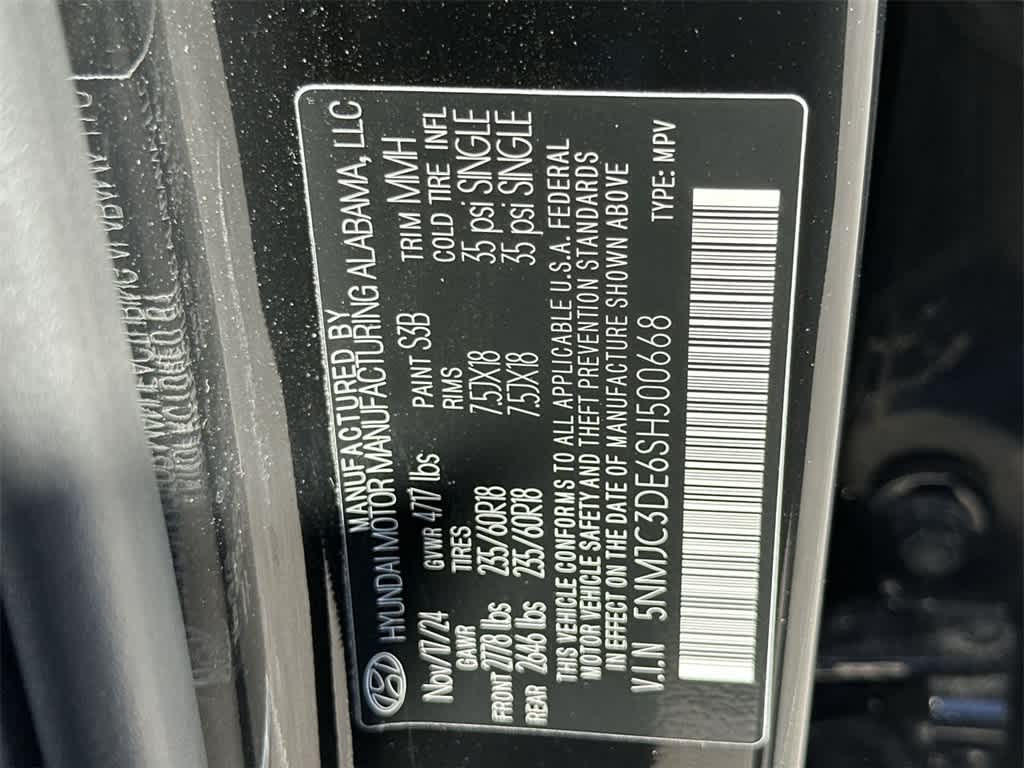 MANUFACTURED BY
HYUNDAI MOTOR MANUFACTURING ALABAMA, LLC
Nov/17/24 GVWR 4717 lbs PAINT S3B TRIM MMH
GAWR TIRES RIMS COLD TIRE INFL
FRONT 2778 lbs 235/60R18 7.5JX18 35 psi SINGLE
REAR 2646 lbs 235/60R18 7.5JX18 35 psi SINGLE
THIS VEHICLE CONFORMS TO ALL APPLICABLE U.S.A. FEDERAL
MOTOR VEHICLE SAFETY AND THEFT PREVENTION STANDARDS
IN EFFECT ON THE DATE OF MANUFACTURE SHOWN ABOVE
V.I.N 5NMJC3DE6SH500668 TYPE: MPV